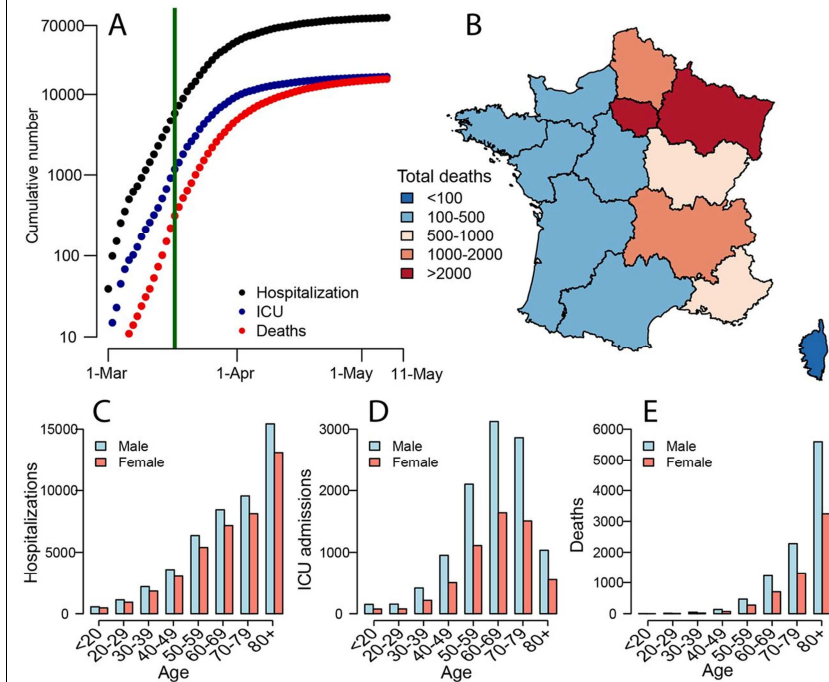 A
70000
10000
1000
100
10
Cumulative number
Hospitalization
ICU
Deaths
1-Mar
1-Apr
1-May
11-May
B
Total deaths
<100
100-500
500-1000
1000-2000
>2000
C
15000
10000
5000
0
Hospitalizations
Male
Female
<20
20-29
30-39
40-49
50-59
60-69
70-79
80+
Age
D
3000
2000
1000
0
ICU admissions
Male
Female
<20
20-29
30-39
40-49
50-59
60-69
70-79
80+
Age
E
6000
5000
4000
3000
2000
1000
0
Deaths
Male
Female
<20
20-29
30-39
40-49
50-59
60-69
70-79
80+
Age